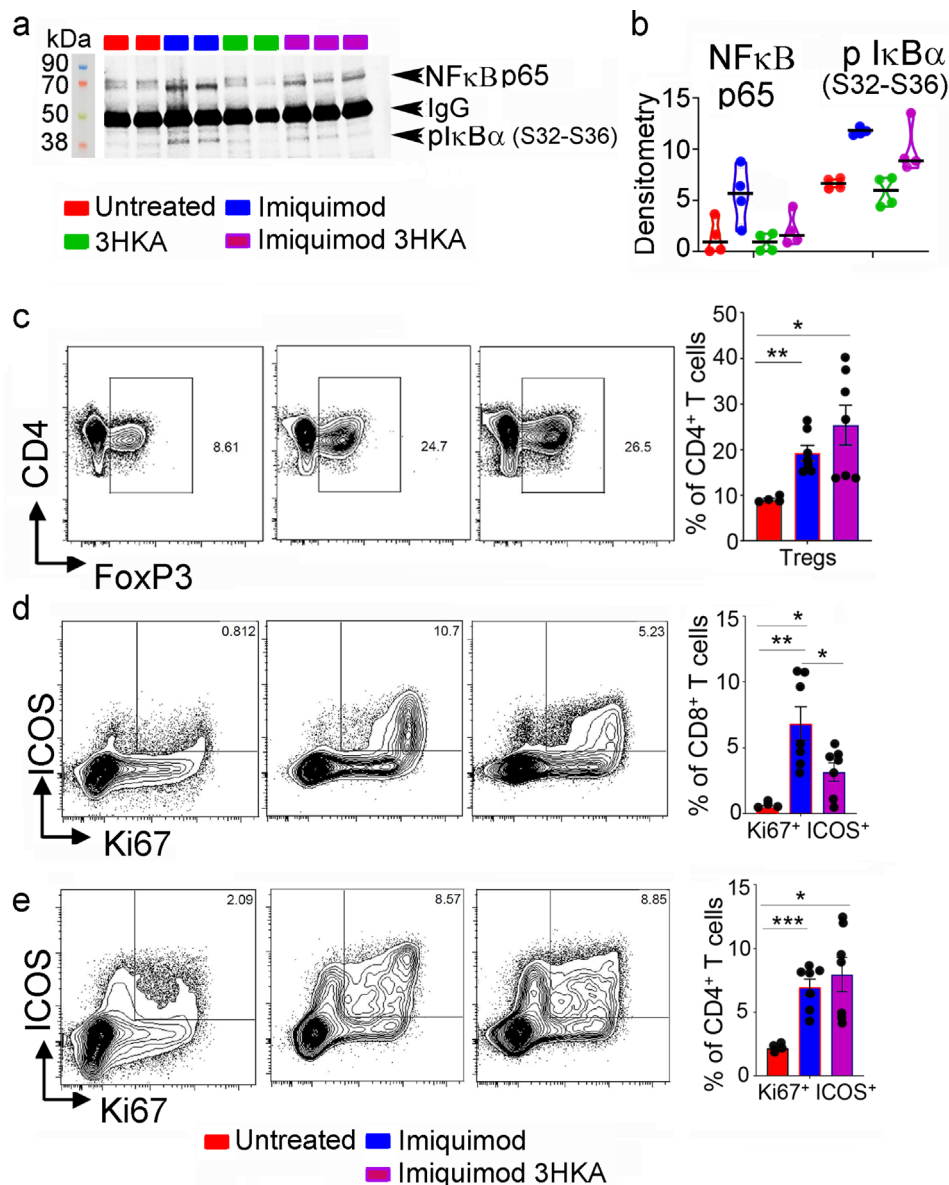 a
kDa
90
70
50
38
NFκB p65
IgG
pIκBα (S32-S36)
Untreated
Imiquimod
3HKA
Imiquimod 3HKA
b
NFκB
p65
p IκBα
(S32-S36)
Densitometry
15
10
5
0
c
CD4
FoxP3
8.61
24.7
26.5
% of CD4+ T cells
50
40
30
20
10
0
*
**
Tregs
d
ICOS
Ki67
0.812
10.7
5.23
% of CD8+ T cells
15
10
5
0
*
**
*
Ki67+ ICOS+
e
ICOS
Ki67
2.09
8.57
8.85
% of CD4+ T cells
15
10
5
0
*
***
Ki67+ ICOS+
Untreated
Imiquimod
Imiquimod 3HKA